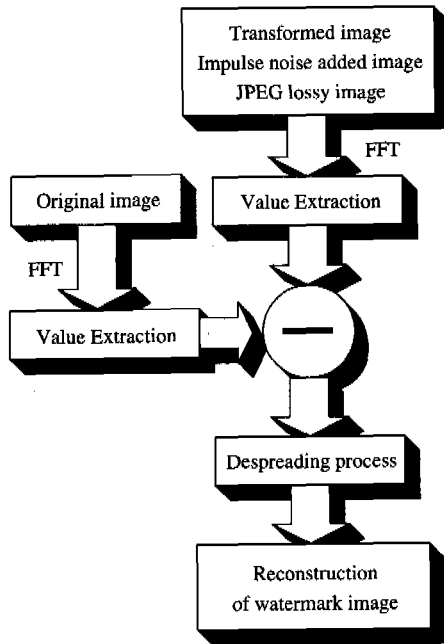 Transformed image
Impulse noise added image
JPEG lossy image
FFT
Original image
Value Extraction
FFT
Value Extraction
Despreading process
Reconstruction
of watermark image